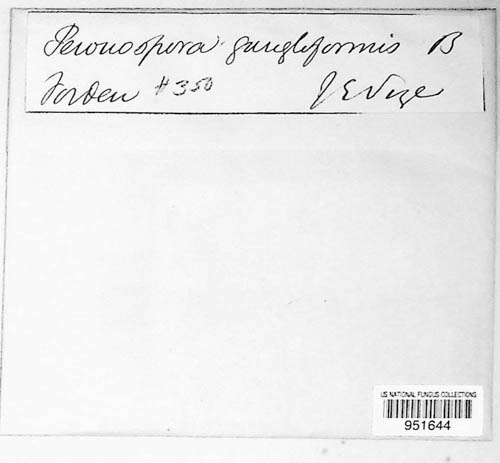 Peronospora gangliformis B
Forden #350 J E Vize
US NATIONAL FUNGUS COLLECTIONS
951644